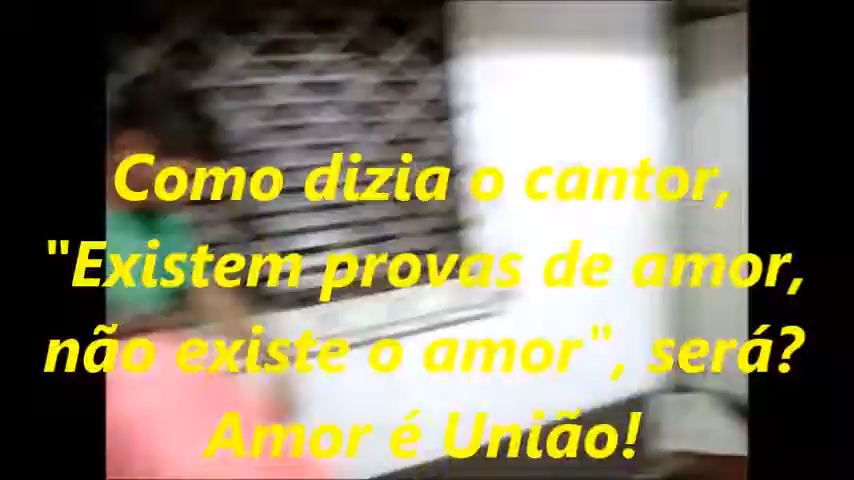 Como dizia o cantor,
"Existem provas de amor,
não existe o amor", será?
Amor é União!